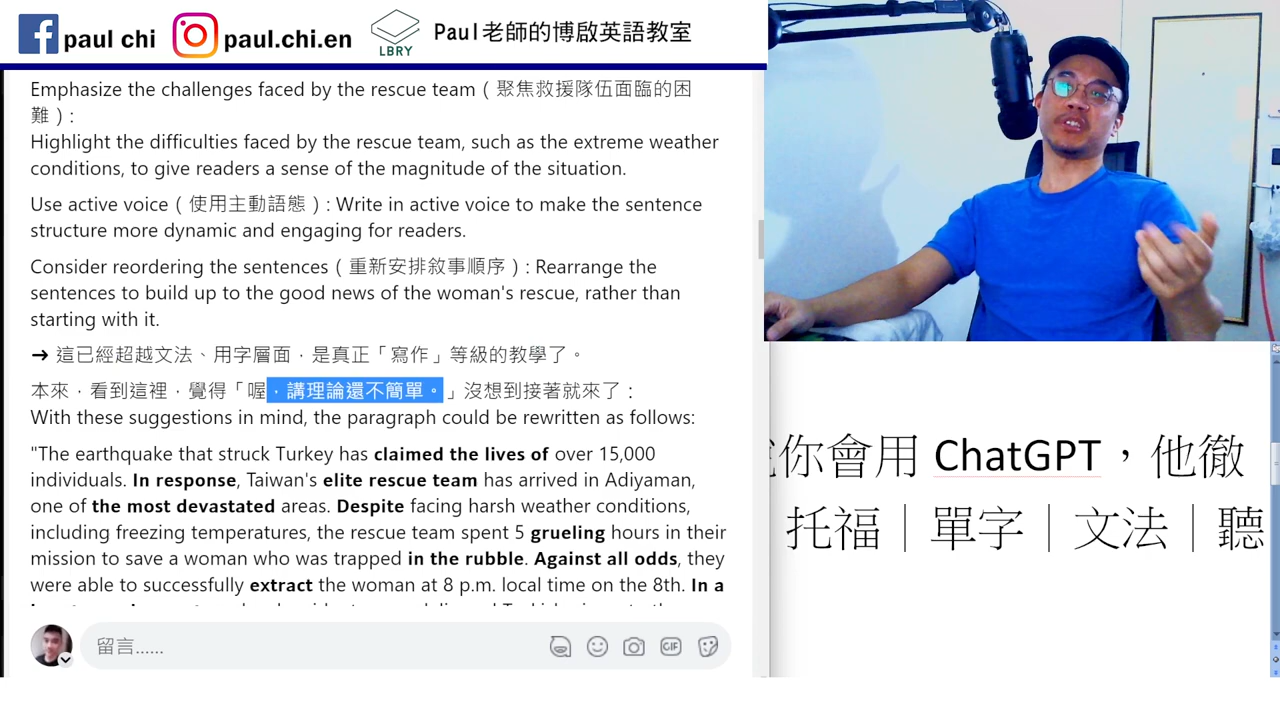 paul chi
paul.chi.en
LBRY
Paul老師的博啟英語教室
Emphasize the challenges faced by the rescue team（聚焦救援隊伍面臨的困
難）:
Highlight the difficulties faced by the rescue team, such as the extreme weather
conditions, to give readers a sense of the magnitude of the situation.
Use active voice（使用主動語態）: Write in active voice to make the sentence
structure more dynamic and engaging for readers.
Consider reordering the sentences（重新安排敘事順序）: Rearrange the
sentences to build up to the good news of the woman's rescue, rather than
starting with it.
→ 這已經超越文法、用字層面，是真正「寫作」等級的教學了。
本來，看到這裡，覺得「喔，講理論還不簡單。」沒想到接著就來了：
With these suggestions in mind, the paragraph could be rewritten as follows:
"The earthquake that struck Turkey has claimed the lives of over 15,000
individuals. In response, Taiwan's elite rescue team has arrived in Adiyaman,
one of the most devastated areas. Despite facing harsh weather conditions,
including freezing temperatures, the rescue team spent 5 grueling hours in their
mission to save a woman who was trapped in the rubble. Against all odds, they
were able to successfully extract the woman at 8 p.m. local time on the 8th. In a
留言......
GIF
你會用 ChatGPT，他徹
托福｜單字｜文法｜聽